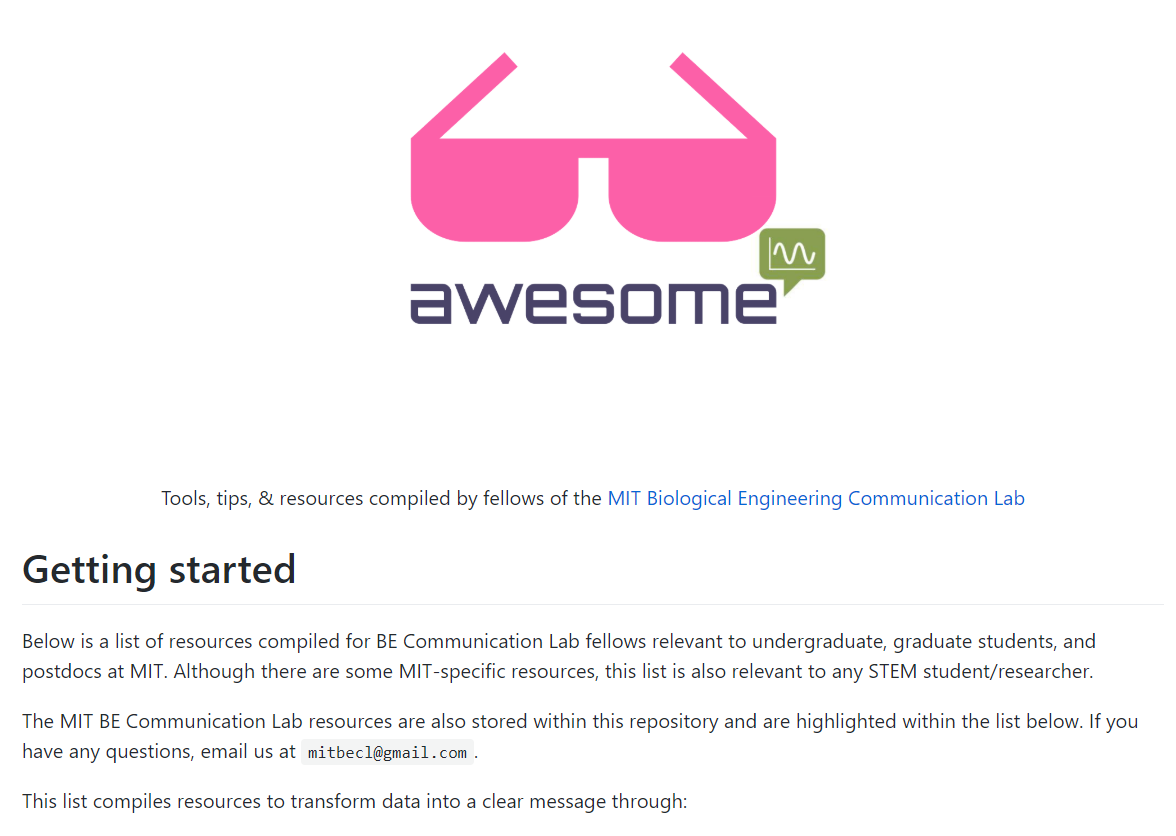 awesome
Tools, tips, & resources compiled by fellows of the MIT Biological Engineering Communication Lab
Getting started
Below is a list of resources compiled for BE Communication Lab fellows relevant to undergraduate, graduate students, and
postdocs at MIT. Although there are some MIT-specific resources, this list is also relevant to any STEM student/researcher.
The MIT BE Communication Lab resources are also stored within this repository and are highlighted within the list below. If you
have any questions, email us at mitbecl@gmail.com.
This list compiles resources to transform data into a clear message through: